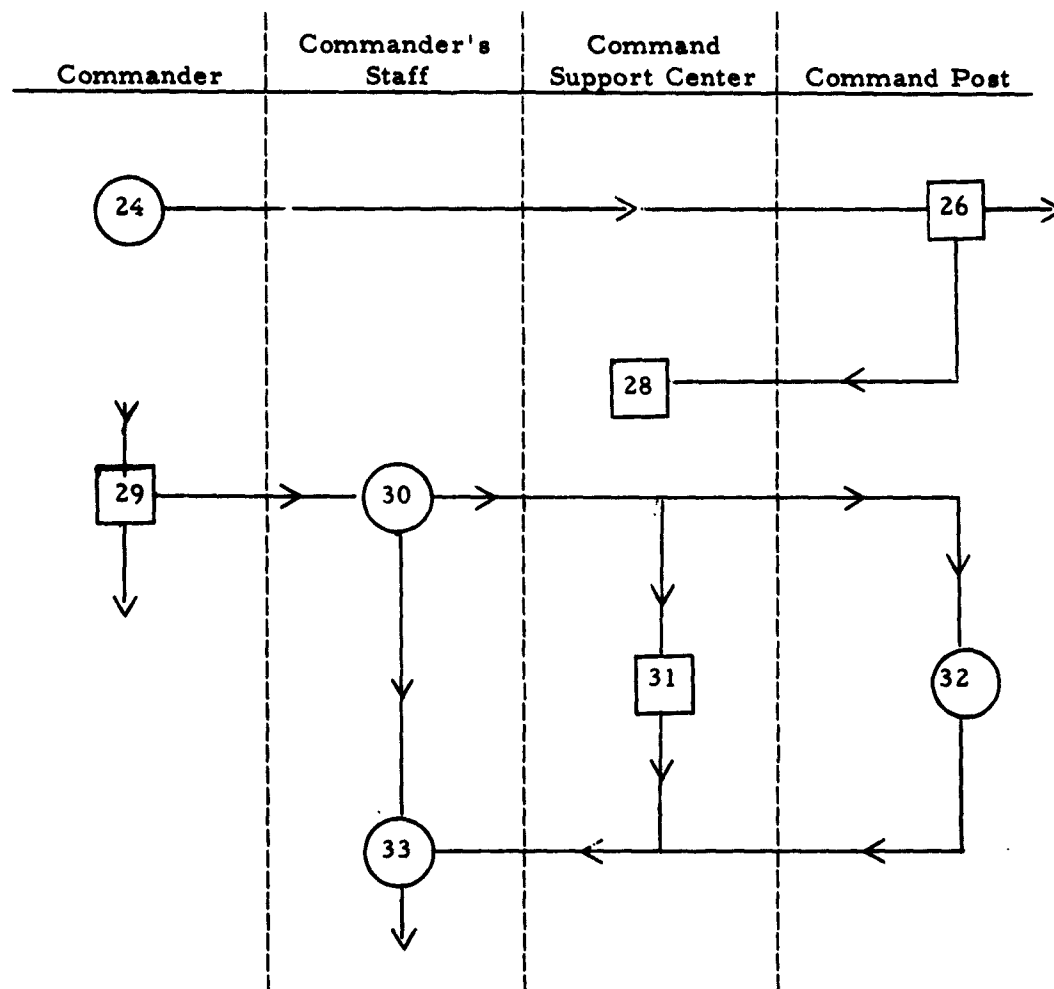 Commander
Commander's
Staff
Command
Support Center
Command Post
24
26
28
29
30
31
32
33